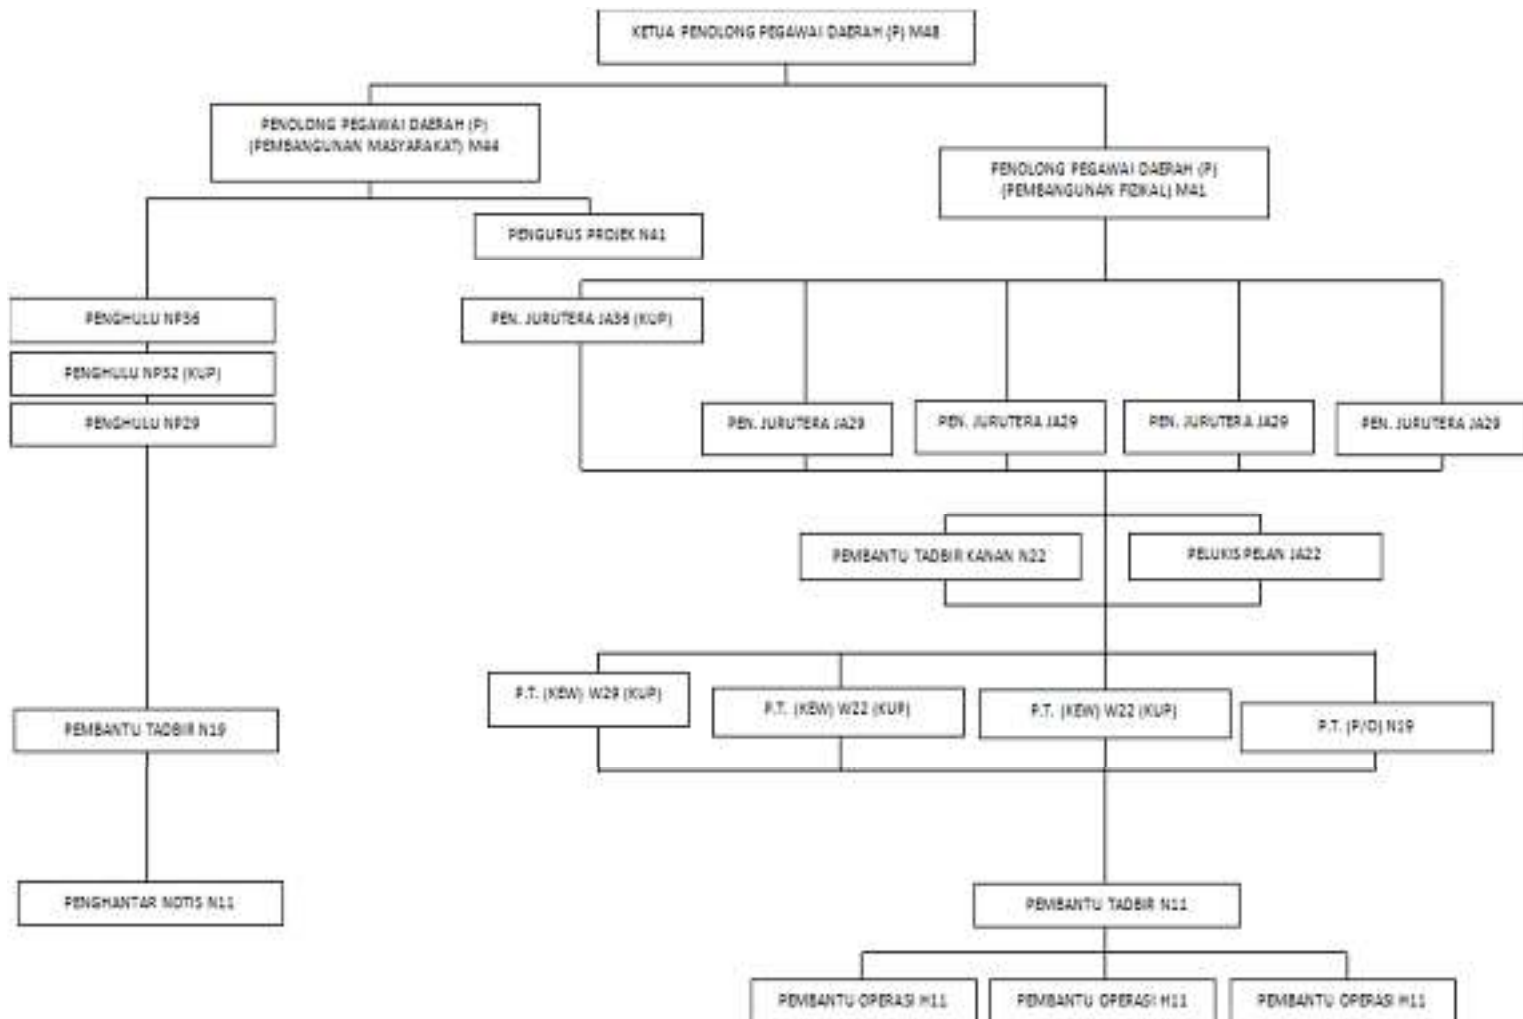 KETUA PENOLONG PEGAWAI DAERAH (P) M48
PENOLONG PEGAWAI DAERAH (P)
(PEMBANGUNAN MASYARAKAT) M44
PENOLONG PEGAWAI DAERAH (P)
(PEMBANGUNAN FIZIKAL) M41
PENGURUS PROJEK N41
PENGHULU NP36
PEN. JURUTERA JA36 (KUP)
PENGHULU NP32 (KUP)
PENGHULU NP29
PEN. JURUTERA JA29
PEN. JURUTERA JA29
PEN. JURUTERA JA29
PEN. JURUTERA JA29
PEMBANTU TADBIR KANAN N22
PELUKIS PELAN JA22
P.T. (KEW) W29 (KUP)
P.T. (KEW) W22 (KUP)
P.T. (KEW) W22 (KUP)
P.T. (P/O) N19
PEMBANTU TADBIR N19
PENGHANTAR NOTIS N11
PEMBANTU TADBIR N11
PEMBANTU OPERASI H11
PEMBANTU OPERASI H11
PEMBANTU OPERASI H11